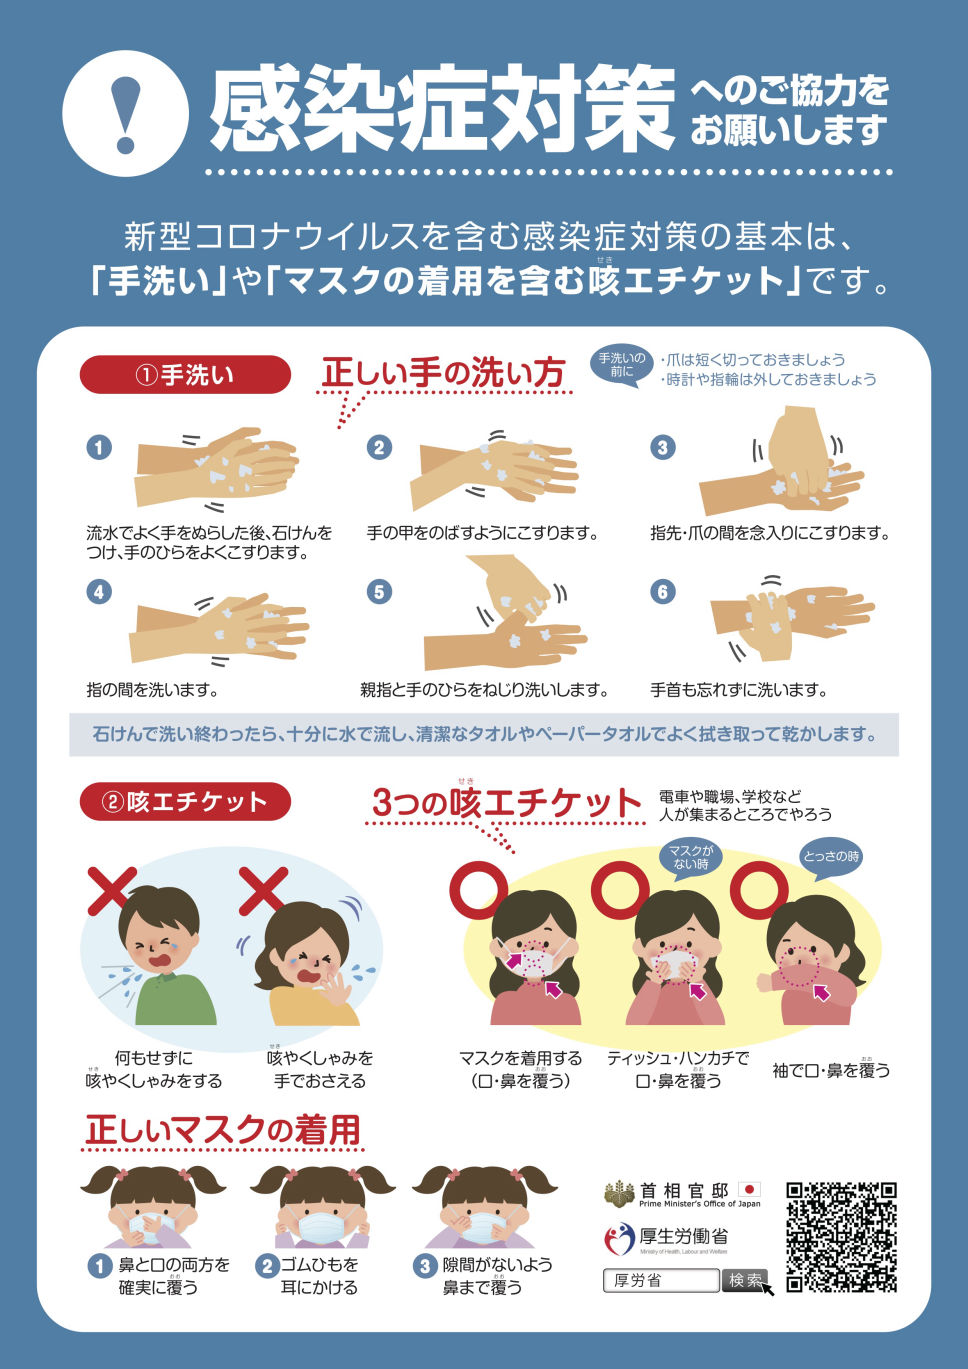 感染症対策 へのご協力を
お願いします
新型コロナウイルスを含む感染症対策の基本は、
せき
「手洗い」や「マスクの着用を含む咳エチケット」です。
①手洗い
正しい手の洗い方
手洗いの
前に
・爪は短く切っておきましょう
・時計や指輪は外しておきましょう
1
流水でよく手をぬらした後、石けんを
つけ、手のひらをよくこすります。
2
手の甲をのばすようにこすります。
3
指先・爪の間を念入りにこすります。
4
指の間を洗います。
5
親指と手のひらをねじり洗いします。
6
手首も忘れずに洗います。
石けんで洗い終わったら、十分に水で流し、清潔なタオルやペーパータオルでよく拭き取って乾かします。
②咳エチケット
せき
3つの咳エチケット
電車や職場、学校など
人が集まるところでやろう
マスクが
ない時
とっさの時
何もせずに
せき
咳やくしゃみをする
せき
咳やくしゃみを
手でおさえる
マスクを着用する
おお
（口・鼻を覆う）
ティッシュ・ハンカチで
おお
口・鼻を覆う
おお
袖で口・鼻を覆う
正しいマスクの着用
1 鼻と口の両方を
おお
確実に覆う
2 ゴムひもを
耳にかける
3 隙間がないよう
おお
鼻まで覆う
首相官邸
Prime Minister's Office of Japan
厚生労働省
Ministry of Health, Labour and Welfare
厚労省 検索